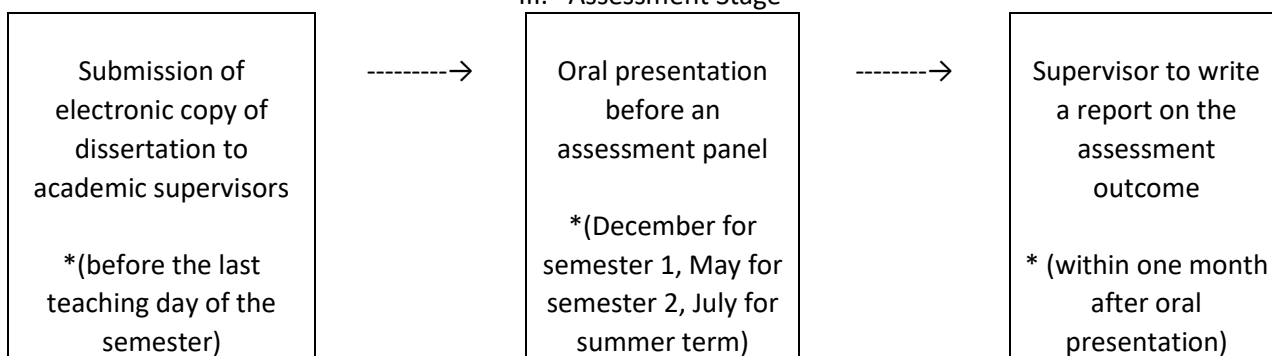 III. Assessment Stage
Submission of
electronic copy of
dissertation to
academic supervisors
*(before the last
teaching day of the
semester)
---------→
Oral presentation
before an
assessment panel
*(December for
semester 1, May for
semester 2, July for
summer term)
--------→
Supervisor to write
a report on the
assessment
outcome
* (within one month
after oral
presentation)